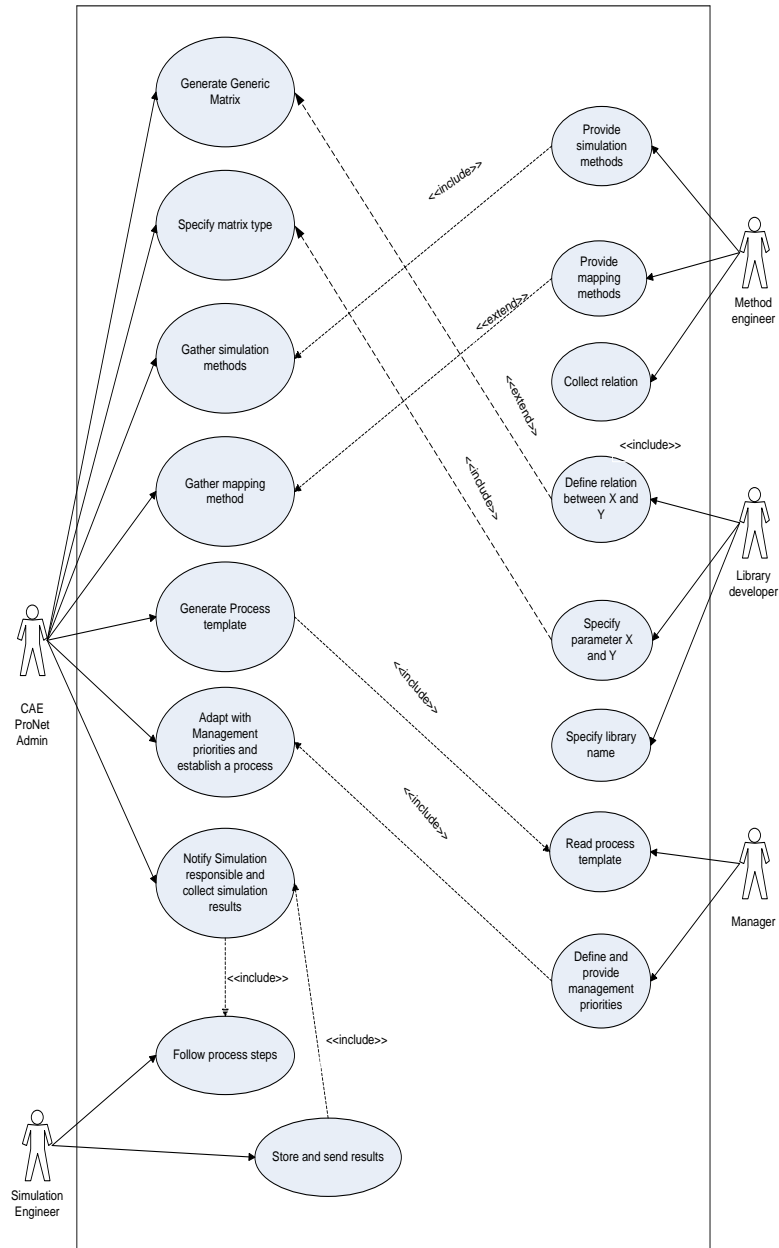 Generate Generic
Matrix
Specify matrix type
Gather simulation
methods
Gather mapping
method
Generate Process
template
Adapt with
Management
priorities and
establish a process
Notify Simulation
responsible and
collect simulation
results
<<include>>
Follow process steps
<<include>>
Store and send results
CAE
ProNet
Admin
Simulation
Engineer
<<include>>
<<extend>>
<<extend>>
<<include>>
<<include>>
<<include>>
Provide
simulation
methods
Provide
mapping
methods
Collect relation
<<include>>
Define relation
between X and
Y
Specify
parameter X
and Y
Specify library
name
Read process
template
Define and
provide
management
priorities
Method
engineer
Library
developer
Manager